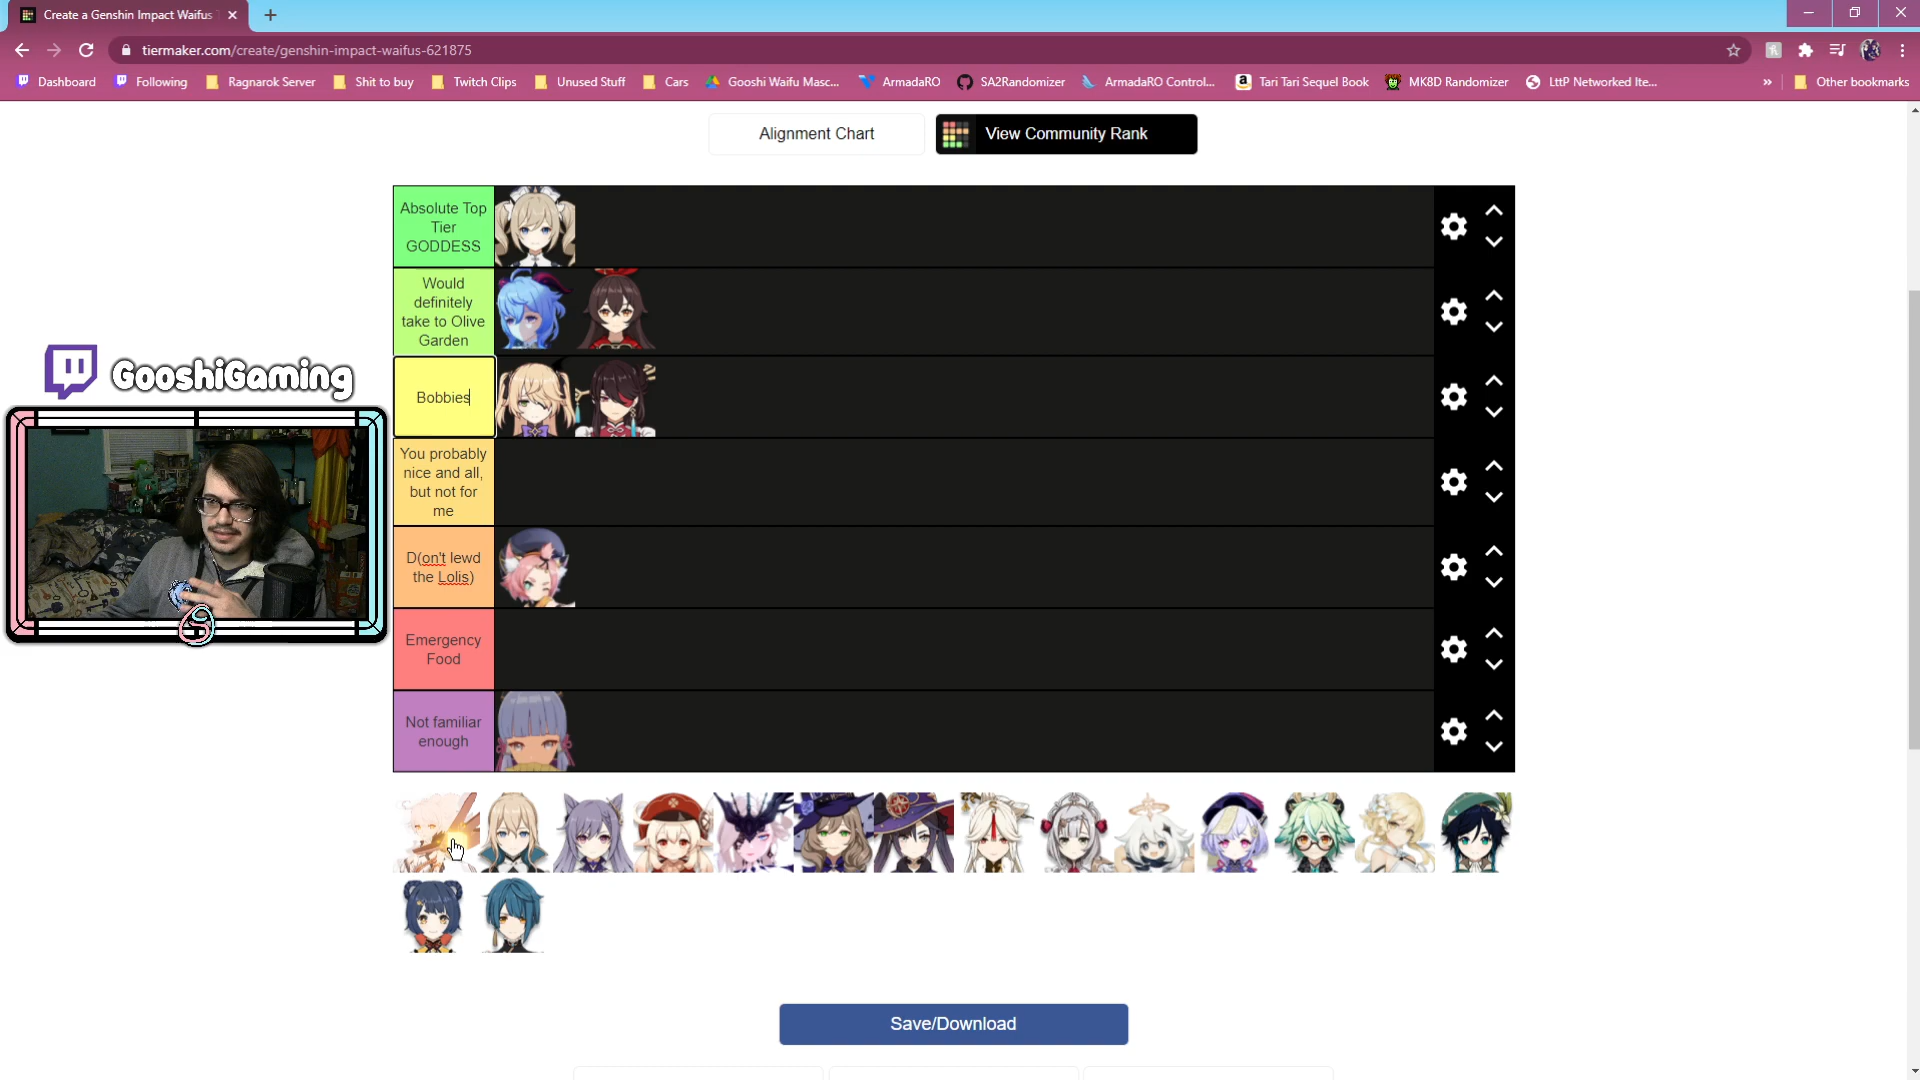 Create a Genshin Impact Waifus
tiermaker.com/create/genshin-impact-waifus-621875
Dashboard
Following
Ragnarok Server
Shit to buy
Twitch Clips
Unused Stuff
Cars
Gooshi Waifu Masc...
ArmadaRO
SA2Randomizer
ArmadaRO Control...
Tari Tari Sequel Book
MK8D Randomizer
LttP Networked Ite...
»
Other bookmarks
Alignment Chart
View Community Rank
Absolute Top
Tier
GODDESS
Would
definitely
take to Olive
Garden
GooshiGaming
Bobbies
You probably
nice and all,
but not for
me
D(on't lewd
the Lolis)
Emergency
Food
Not familiar
enough
Save/Download